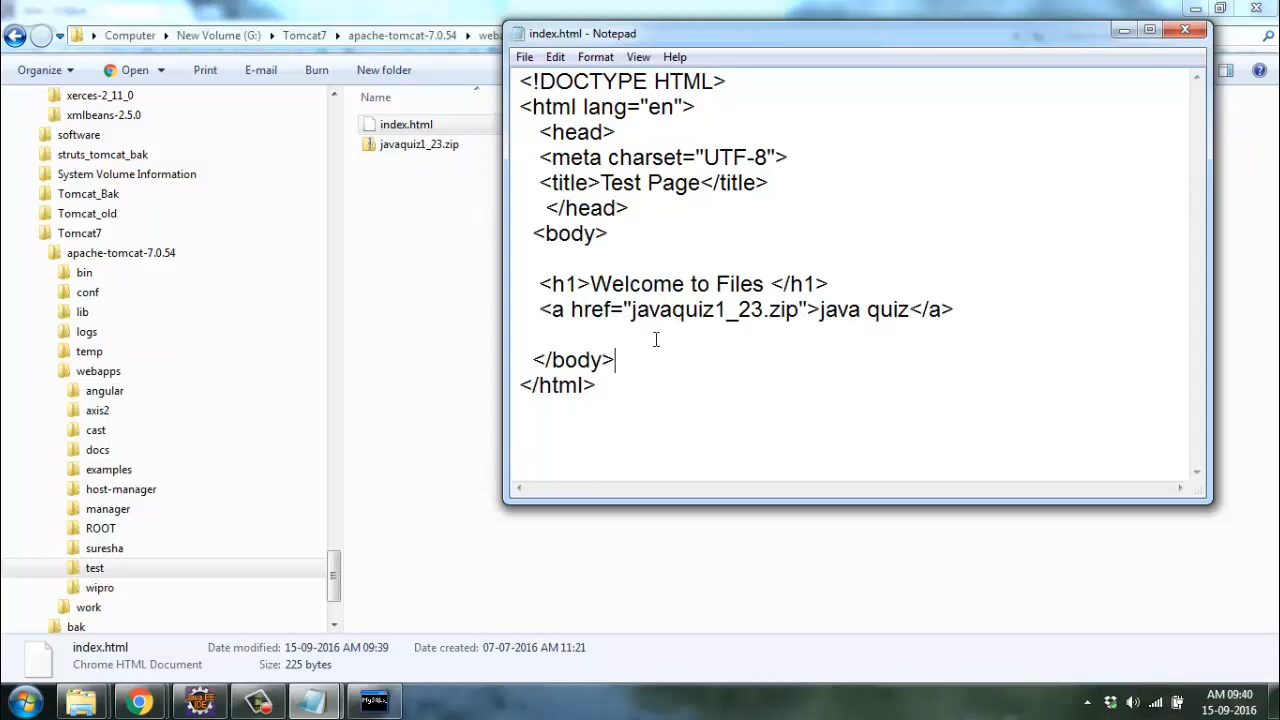 index.html - Notepad
Computer
New Volume (G:)
Tomcat7
apache-tomcat-7.0.54
File Edit Format View Help
Organize Open Print E-mail Burn New folder
<!DOCTYPE HTML>
<html lang="en">
<head>
<meta charset="UTF-8">
<title>Test Page</title>
</head>
<body>
<h1>Welcome to Files </h1>
<a href="javaquiz1_23.zip">java quiz</a>
</body>
</html>
Name
index.html
javaquiz1_23.zip
xerces-2_11_0
xmlbeans-2.5.0
software
struts_tomcat_bak
System Volume Information
Tomcat_Bak
Tomcat_old
Tomcat7
apache-tomcat-7.0.54
bin
conf
lib
logs
temp
webapps
angular
axis2
cast
docs
examples
host-manager
manager
ROOT
suresha
test
wipro
work
bak
index.html Date modified: 15-09-2016 AM 09:39 Date created: 07-07-2016 AM 11:21
Chrome HTML Document Size: 225 bytes
Java EE
IDE
AM 09:40
15-09-2016